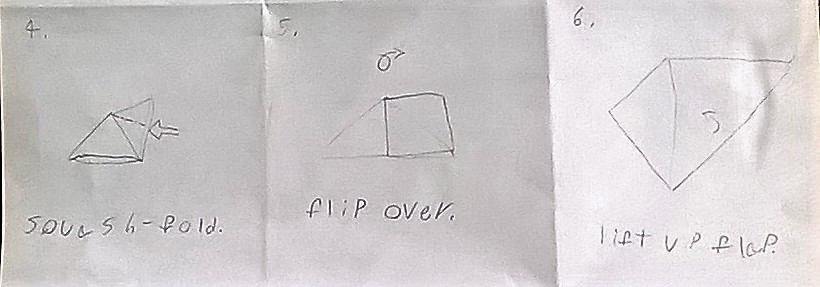 4.
5.
6.
squash-fold.
flip over.
lift up flap.